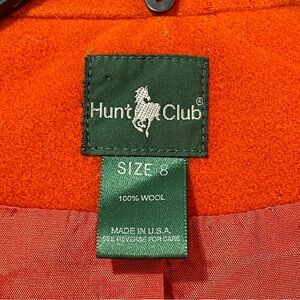 Hunt Club®
SIZE 8
100% WOOL
MADE IN U.S.A.
SEE REVERSE FOR CARE